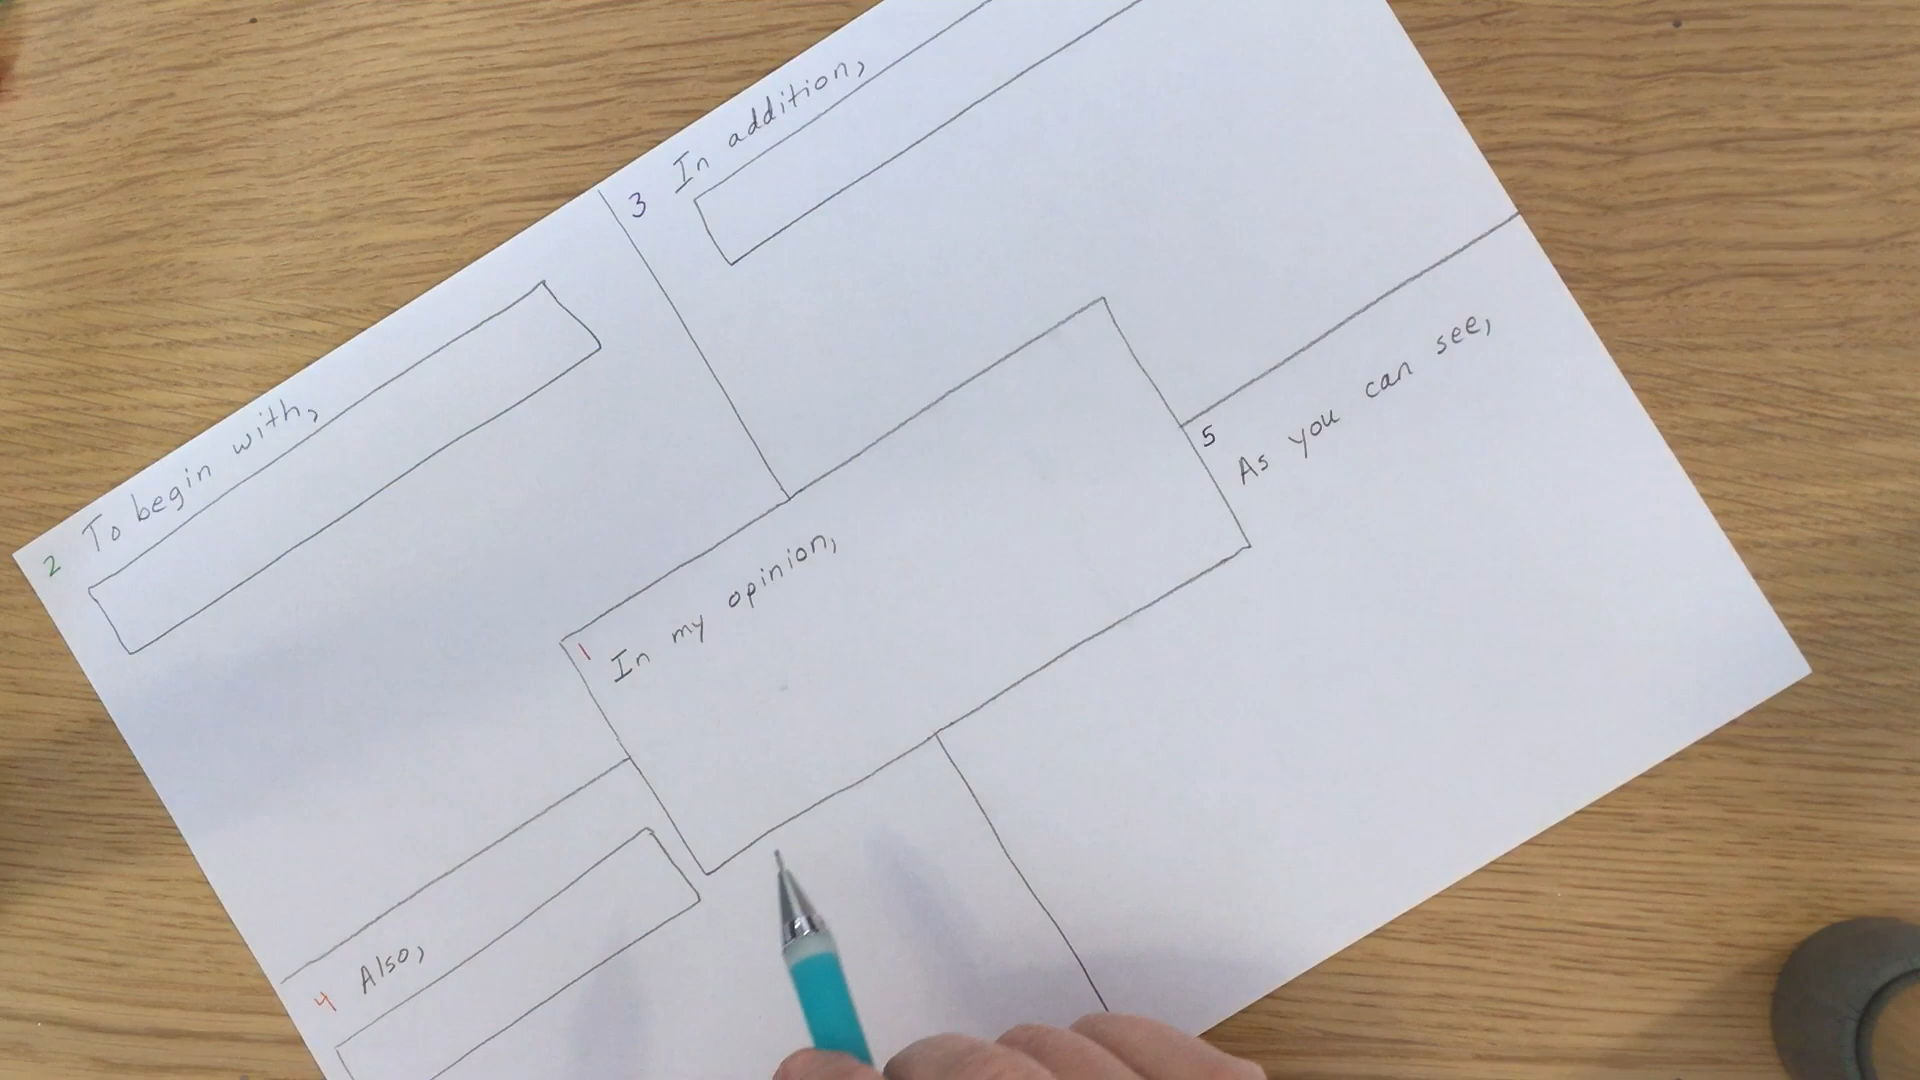 1 In my opinion,
2 To begin with,
3 In addition,
4 Also,
5 As you can see,